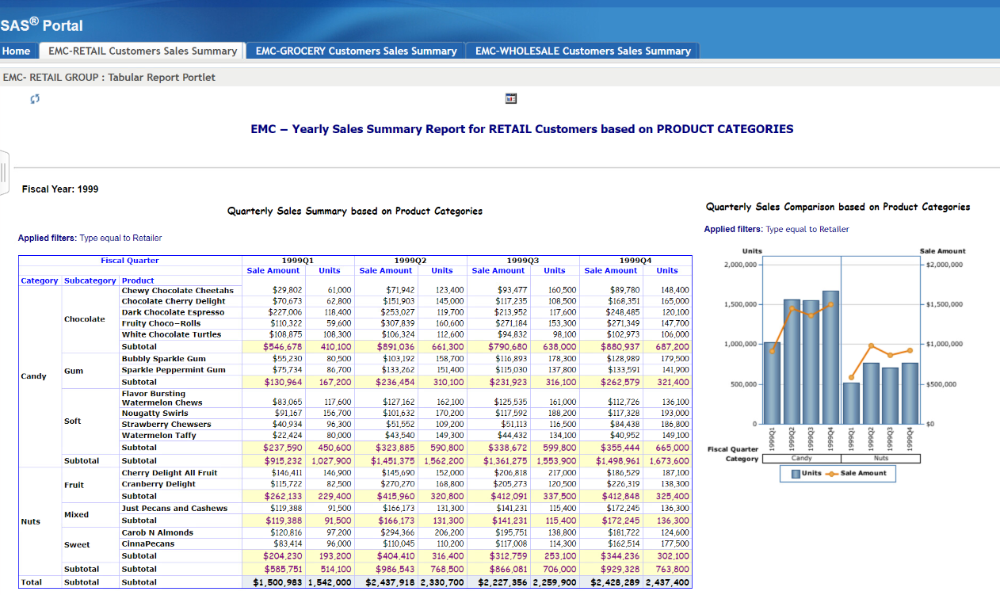 SAS® Portal
Home EMC-RETAIL Customers Sales Summary EMC-GROCERY Customers Sales Summary EMC-WHOLESALE Customers Sales Summary
EMC- RETAIL GROUP : Tabular Report Portlet
EMC – Yearly Sales Summary Report for RETAIL Customers based on PRODUCT CATEGORIES
Fiscal Year: 1999
Quarterly Sales Summary based on Product Categories
Applied filters: Type equal to Retailer
Fiscal Quarter 1999Q1 1999Q2 1999Q3 1999Q4
Sale Amount Units Sale Amount Units Sale Amount Units Sale Amount Units
Category Subcategory Product
Candy
Chocolate
Chewy Chocolate Cheetahs $29,802 61,000 $71,942 123,400 $93,477 160,500 $89,780 148,400
Chocolate Cherry Delight $70,673 62,800 $151,903 145,000 $117,235 108,500 $168,351 165,000
Dark Chocolate Espresso $227,006 118,400 $253,027 119,700 $213,952 117,600 $248,485 120,100
Fruity Choco–Rolls $110,322 59,600 $307,839 160,600 $271,184 153,300 $271,349 147,700
White Chocolate Turtles $108,875 108,300 $106,324 112,600 $94,832 98,100 $102,973 106,000
Subtotal $546,678 410,100 $891,036 661,300 $790,680 638,000 $880,937 687,200
Gum
Bubbly Sparkle Gum $55,230 80,500 $103,192 158,700 $116,893 178,300 $128,989 179,500
Sparkle Peppermint Gum $75,734 86,700 $133,262 151,400 $115,030 137,800 $133,591 141,900
Subtotal $130,964 167,200 $236,454 310,100 $231,923 316,100 $262,579 321,400
Soft
Flavor Bursting
Watermelon Chews $83,065 117,600 $127,162 162,100 $125,535 161,000 $112,726 136,100
Nougatty Swirls $91,167 156,700 $101,632 170,200 $117,592 188,200 $117,328 193,000
Strawberry Chewsers $40,934 96,300 $51,552 109,200 $51,113 116,500 $84,438 186,800
Watermelon Taffy $22,424 80,000 $43,540 149,300 $44,432 134,100 $40,952 149,100
Subtotal $237,590 450,600 $323,885 590,800 $338,672 599,800 $355,444 665,000
Subtotal Subtotal $915,232 1,027,900 $1,451,375 1,562,200 $1,361,275 1,553,900 $1,498,961 1,673,600
Nuts
Fruit
Cherry Delight All Fruit $146,411 146,900 $145,690 152,000 $206,818 217,000 $186,529 187,100
Cranberry Delight $115,722 82,500 $270,270 168,800 $205,273 120,500 $226,319 138,300
Subtotal $262,133 229,400 $415,960 320,800 $412,091 337,500 $412,848 325,400
Mixed
Just Pecans and Cashews $119,388 91,500 $166,173 131,300 $141,231 115,400 $172,245 136,300
Subtotal $119,388 91,500 $166,173 131,300 $141,231 115,400 $172,245 136,300
Sweet
Carob N Almonds $120,816 97,200 $294,366 206,200 $195,751 138,800 $181,722 124,600
CinnaPecans $83,414 96,000 $110,045 110,200 $117,008 114,300 $162,514 177,500
Subtotal $204,230 193,200 $404,410 316,400 $312,759 253,100 $344,236 302,100
Subtotal Subtotal $585,751 514,100 $986,543 768,500 $866,081 706,000 $929,328 763,800
Total Subtotal Subtotal $1,500,983 1,542,000 $2,437,918 2,330,700 $2,227,356 2,259,900 $2,428,289 2,437,400
Quarterly Sales Comparison based on Product Categories
Applied filters: Type equal to Retailer
Units Sale Amount
2,000,000 $2,000,000
1,500,000 $1,500,000
1,000,000 $1,000,000
500,000 $500,000
0 $0
Fiscal Quarter 1999Q1 1999Q2 1999Q3 1999Q4 1999Q1 1999Q2 1999Q3 1999Q4
Category Candy Nuts
Units Sale Amount